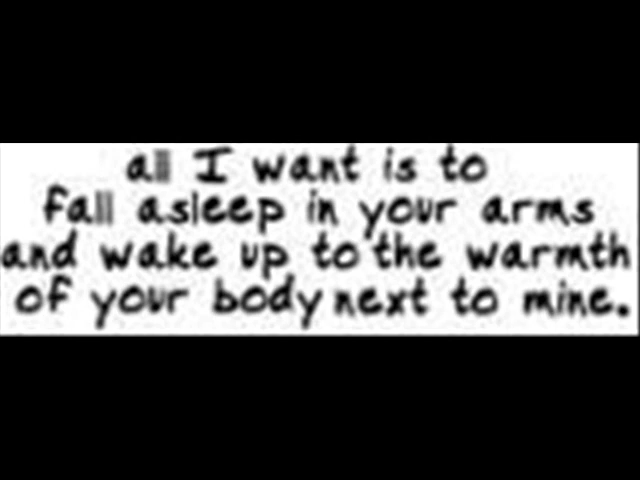 all I want is to
fall asleep in your arms
and wake up to the warmth
of your body next to mine.